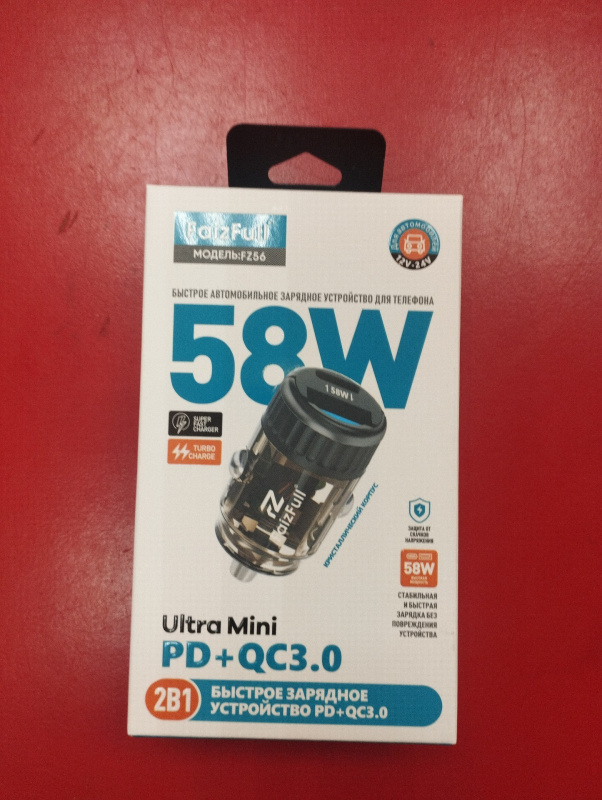 FaizFull
МОДЕЛЬ:FZ56
Для автомобиля
12V-24V
БЫСТРОЕ АВТОМОБИЛЬНОЕ ЗАРЯДНОЕ УСТРОЙСТВО ДЛЯ ТЕЛЕФОНА
58W
58W
SUPER
FAST
CHARGER
TURBO
CHARGE
FZ
FaizFull
КРИСТАЛЛИЧЕСКИЙ КОРПУС
ЗАЩИТА ОТ
СКАЧКОВ
НАПРЯЖЕНИЯ
58W
СТАБИЛЬНАЯ
И БЫСТРАЯ
ЗАРЯДКА БЕЗ
ПОВРЕЖДЕНИЯ
УСТРОЙСТВА
Ultra Mini
PD+QC3.0
2В1
БЫСТРОЕ ЗАРЯДНОЕ
УСТРОЙСТВО PD+QC3.0